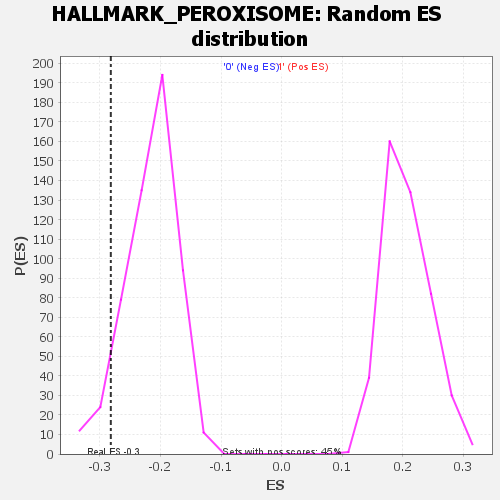 HALLMARK_PEROXISOME: Random ES
distribution
'0' (Neg ES)
(Pos ES)
200
190
180
170
160
150
140
130
120
110
100
90
80
70
60
50
40
30
20
10
0
P(ES)
Real ES -0.3
Sets with pos scores: 45%
-0.3 -0.2 -0.1 0.0 0.1 0.2 0.3
ES